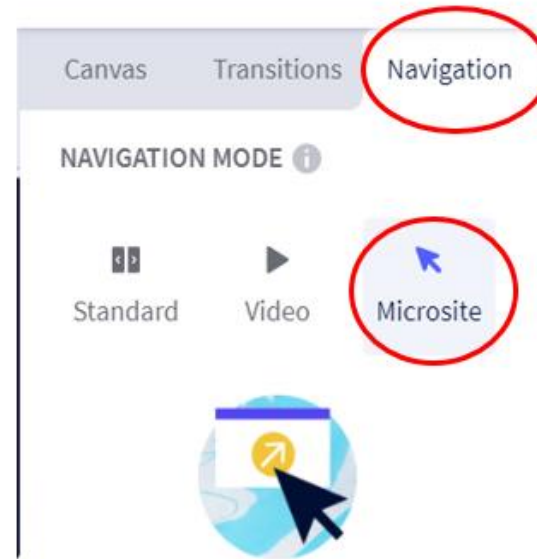 Canvas Transitions Navigation
NAVIGATION MODE
Standard Video Microsite